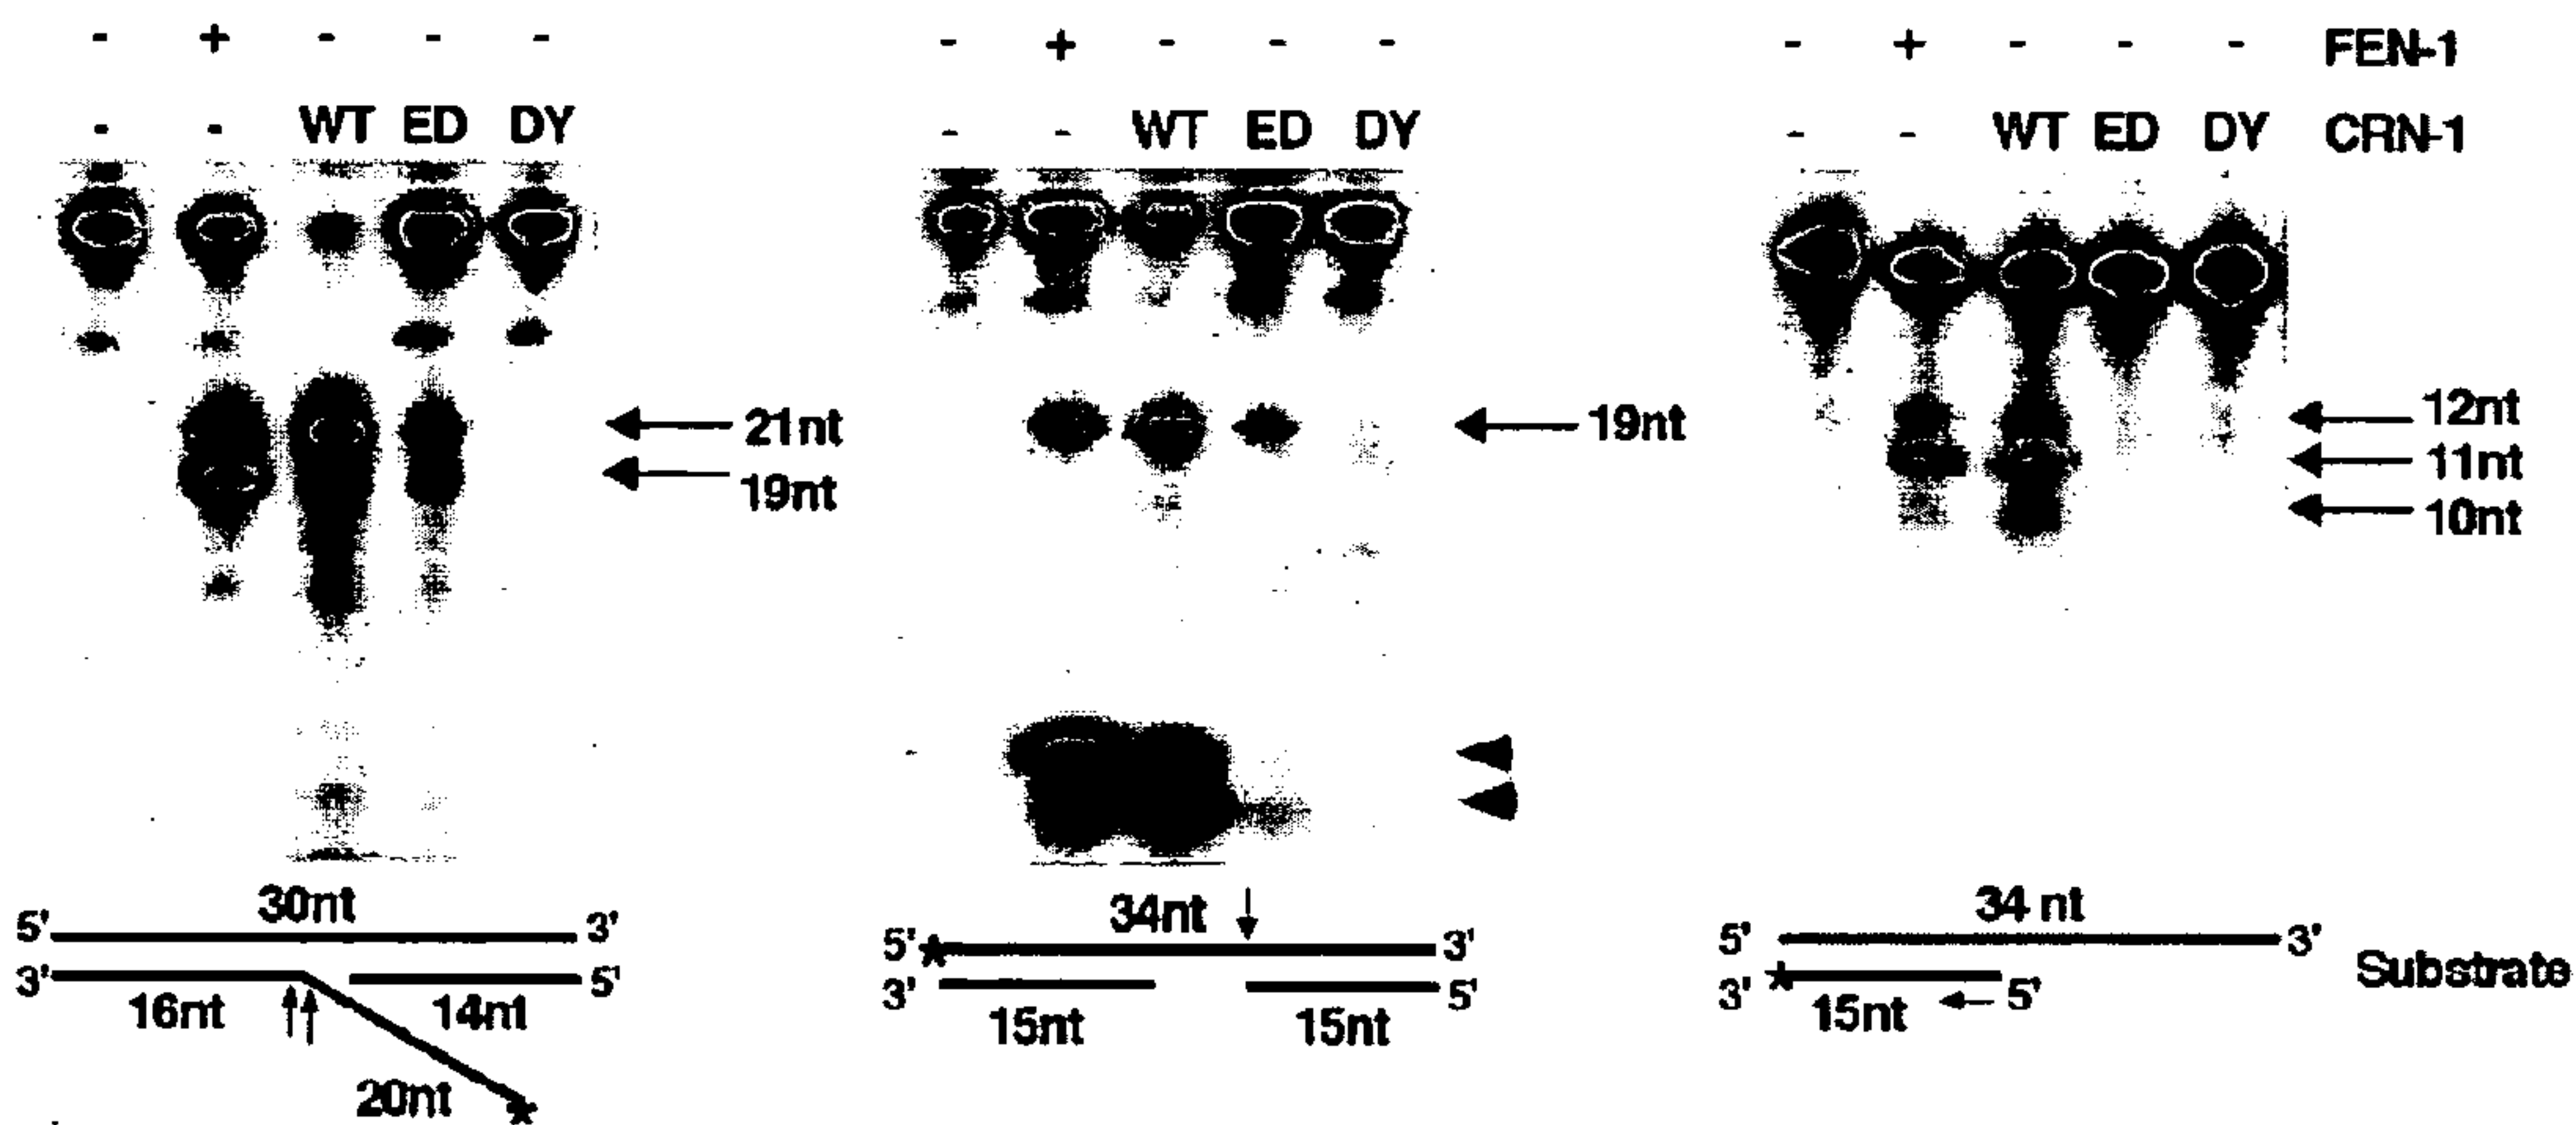 - + - - - - + - - - - + - - - FEN-1
- - WT ED DY - - WT ED DY - - WT ED DY CRN-1
21nt
19nt
19nt
12nt
11nt
10nt
30nt
5' 3'
3' 5'
16nt 14nt
20nt
34nt
5' 3'
3' 5'
15nt 15nt
34 nt
5' 3'
3' 5'
15nt
Substrate